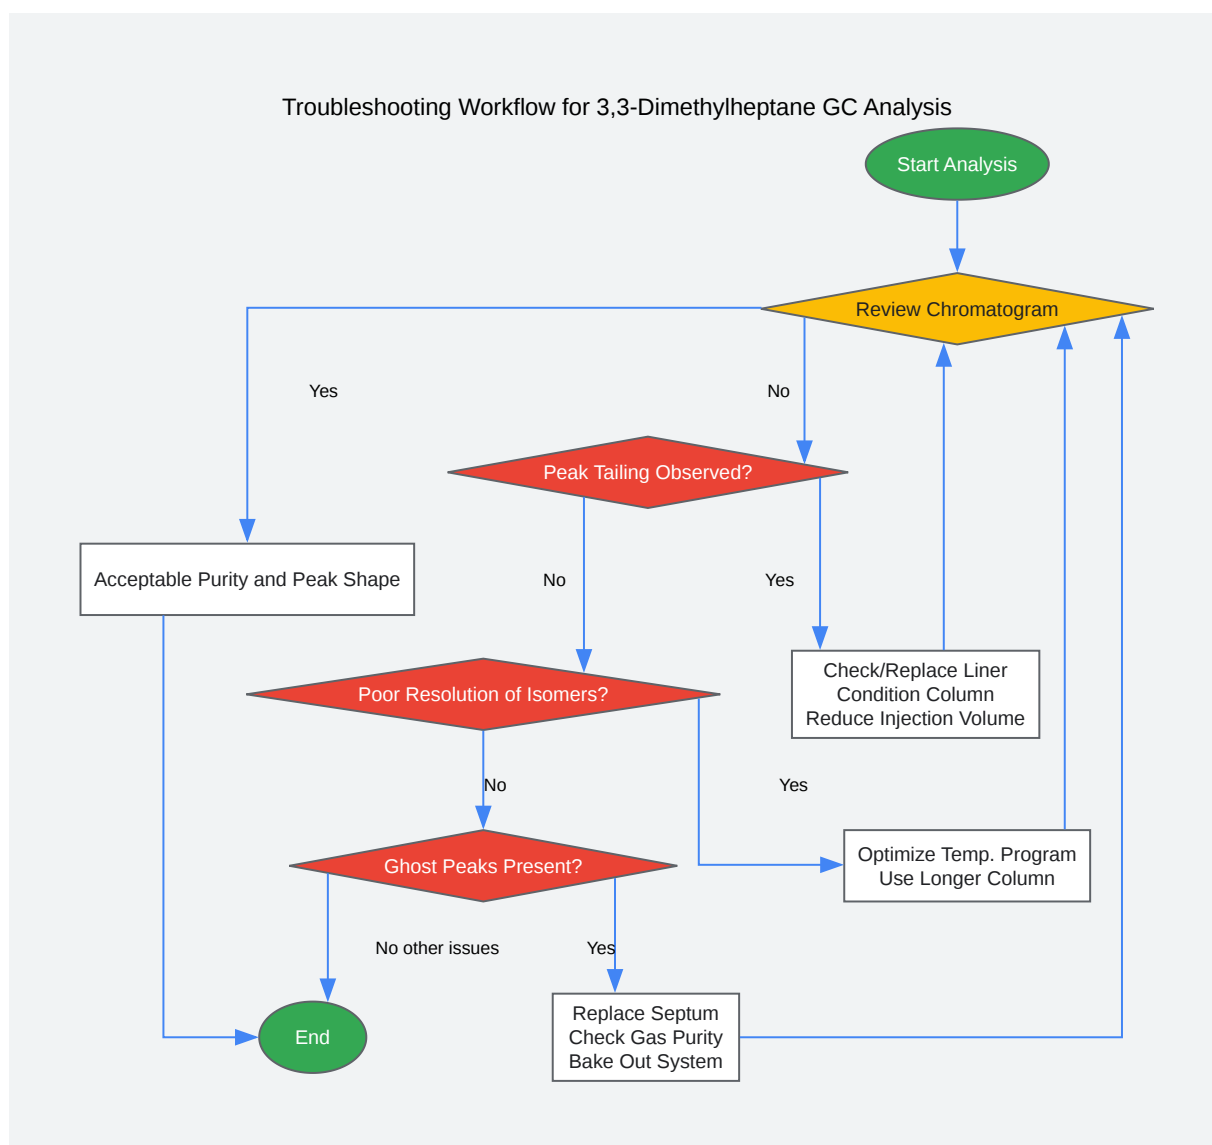 Troubleshooting Workflow for 3,3-Dimethylheptane GC Analysis
Start Analysis
Review Chromatogram
Yes
No
Peak Tailing Observed?
Acceptable Purity and Peak Shape
No
Yes
Check/Replace Liner
Condition Column
Reduce Injection Volume
Poor Resolution of Isomers?
No
Yes
Optimize Temp. Program
Use Longer Column
Ghost Peaks Present?
No other issues
Yes
Replace Septum
Check Gas Purity
Bake Out System
End